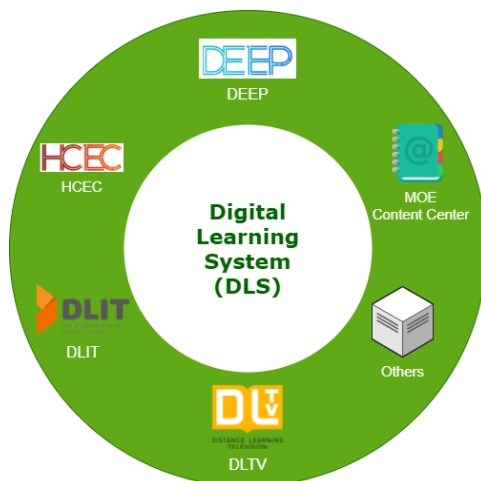 DEEP
DEEP
HCEC
HCEC
@
MOE
Content Center
Digital
Learning
System
(DLS)
DLIT
DLIT
Others
DLTV
DISTANCE LEARNING
TELEVISION
DLTV